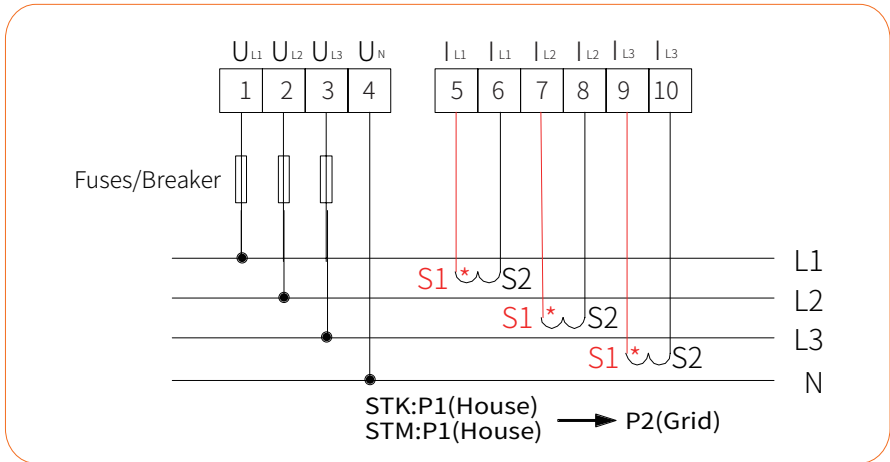 UL1 UL2 UL3 UN IL1 IL1 IL2 IL2 IL3 IL3
1 2 3 4 5 6 7 8 9 10
Fuses/Breaker
L1
S1 * S2
L2
S1 * S2
L3
S1 * S2
N
STK:P1(House)
STM:P1(House) P2(Grid)